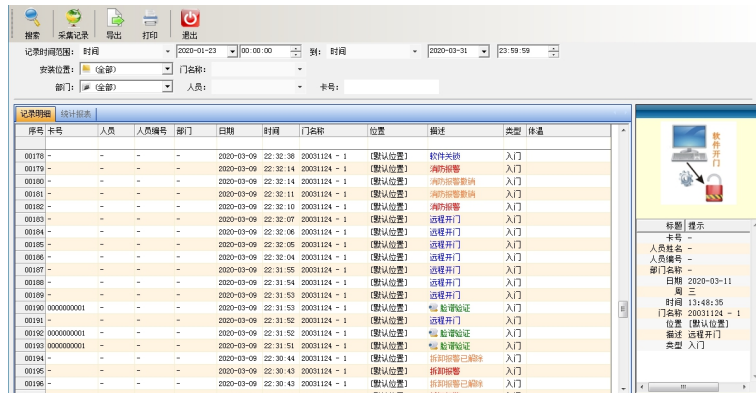 搜索 采集记录 导出 打印 退出
记录时间范围: 时间 2020-01-23 00:00:00 到: 时间 2020-03-31 23:59:59
安装位置: (全部) 门名称:
部门: (全部) 人员: 卡号:
记录明细 统计报表
序号 卡号 人员 人员编号 部门 日期 时间 门名称 位置 描述 类型 体温
00178 - - - - 2020-03-09 22:32:38 20031124 - 1 [默认位置] 软件关锁 入门
00179 - - - - 2020-03-09 22:32:14 20031124 - 1 [默认位置] 消防报警 入门
00180 - - - - 2020-03-09 22:32:14 20031124 - 1 [默认位置] 消防报警撤销 入门
00181 - - - - 2020-03-09 22:32:11 20031124 - 1 [默认位置] 消防报警撤销 入门
00182 - - - - 2020-03-09 22:32:10 20031124 - 1 [默认位置] 消防报警 入门
00183 - - - - 2020-03-09 22:32:07 20031124 - 1 [默认位置] 远程开门 入门
00184 - - - - 2020-03-09 22:32:06 20031124 - 1 [默认位置] 远程开门 入门
00185 - - - - 2020-03-09 22:32:05 20031124 - 1 [默认位置] 远程开门 入门
00186 - - - - 2020-03-09 22:32:04 20031124 - 1 [默认位置] 远程开门 入门
00187 - - - - 2020-03-09 22:31:55 20031124 - 1 [默认位置] 远程开门 入门
00188 - - - - 2020-03-09 22:31:54 20031124 - 1 [默认位置] 远程开门 入门
00189 - - - - 2020-03-09 22:31:53 20031124 - 1 [默认位置] 远程开门 入门
00190 0000000001 - - - 2020-03-09 22:31:53 20031124 - 1 [默认位置] 脸谱验证 入门
00191 - - - - 2020-03-09 22:31:52 20031124 - 1 [默认位置] 远程开门 入门
00192 0000000001 - - - 2020-03-09 22:31:52 20031124 - 1 [默认位置] 脸谱验证 入门
00193 0000000001 - - - 2020-03-09 22:31:51 20031124 - 1 [默认位置] 脸谱验证 入门
00194 - - - - 2020-03-09 22:30:44 20031124 - 1 [默认位置] 拆卸报警已解除 入门
00195 - - - - 2020-03-09 22:30:43 20031124 - 1 [默认位置] 拆卸报警 入门
00196 - - - - 2020-03-09 22:30:43 20031124 - 1 [默认位置] 拆卸报警已解除 入门
软件开门
标题 提示
卡号 -
人员姓名 -
人员编号 -
部门名称 -
日期 2020-03-11
周 三
时间 13:48:35
门名称 20031124 - 1
位置 [默认位置]
描述 远程开门
类型 入门